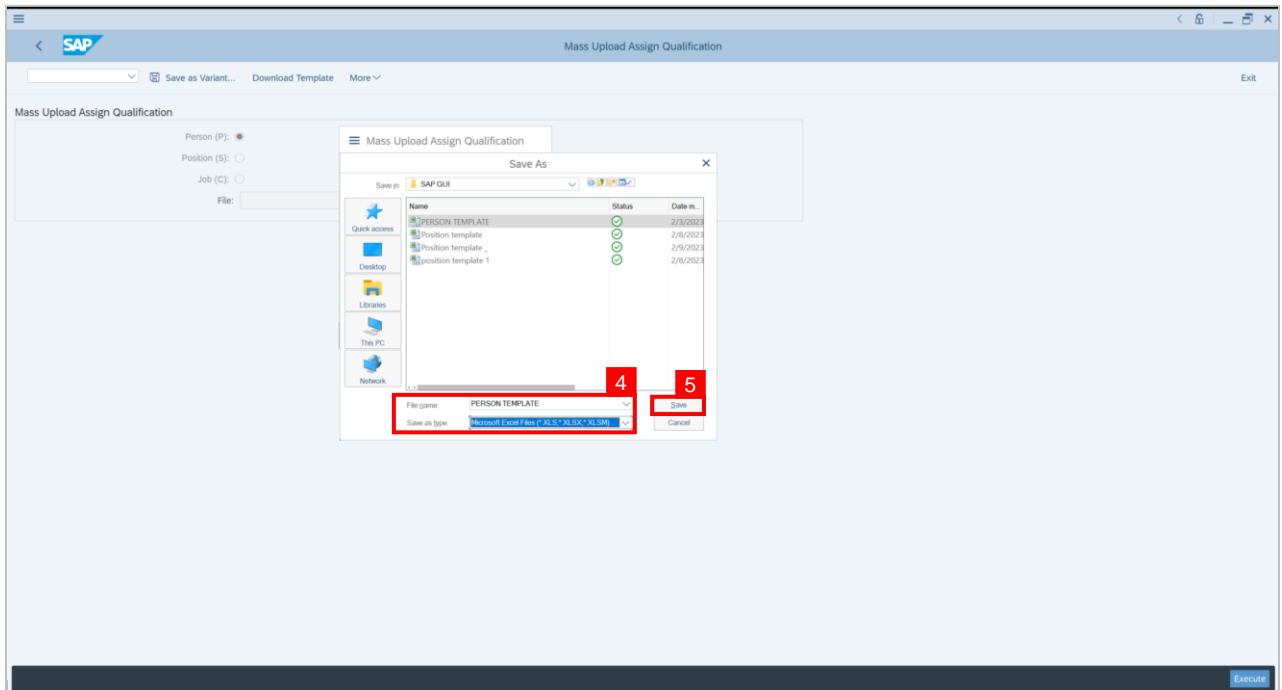 SAP
Mass Upload Assign Qualification
Save as Variant... Download Template More Exit
Mass Upload Assign Qualification
Person (P):
Position (S):
Job (C):
File:
Mass Upload Assign Qualification
Save As
Save in: SAP GUI
Name Status Date m...
PERSON TEMPLATE 2/3/2023
Position template 2/8/2023
Position template _ 2/9/2023
position template 1 2/8/2023
Quick access
Desktop
Libraries
This PC
Network
4 5
File name: PERSON TEMPLATE Save
Save as type: Microsoft Excel Files (*.XLS;*.XLSX;*.XLSM) Cancel
Execute